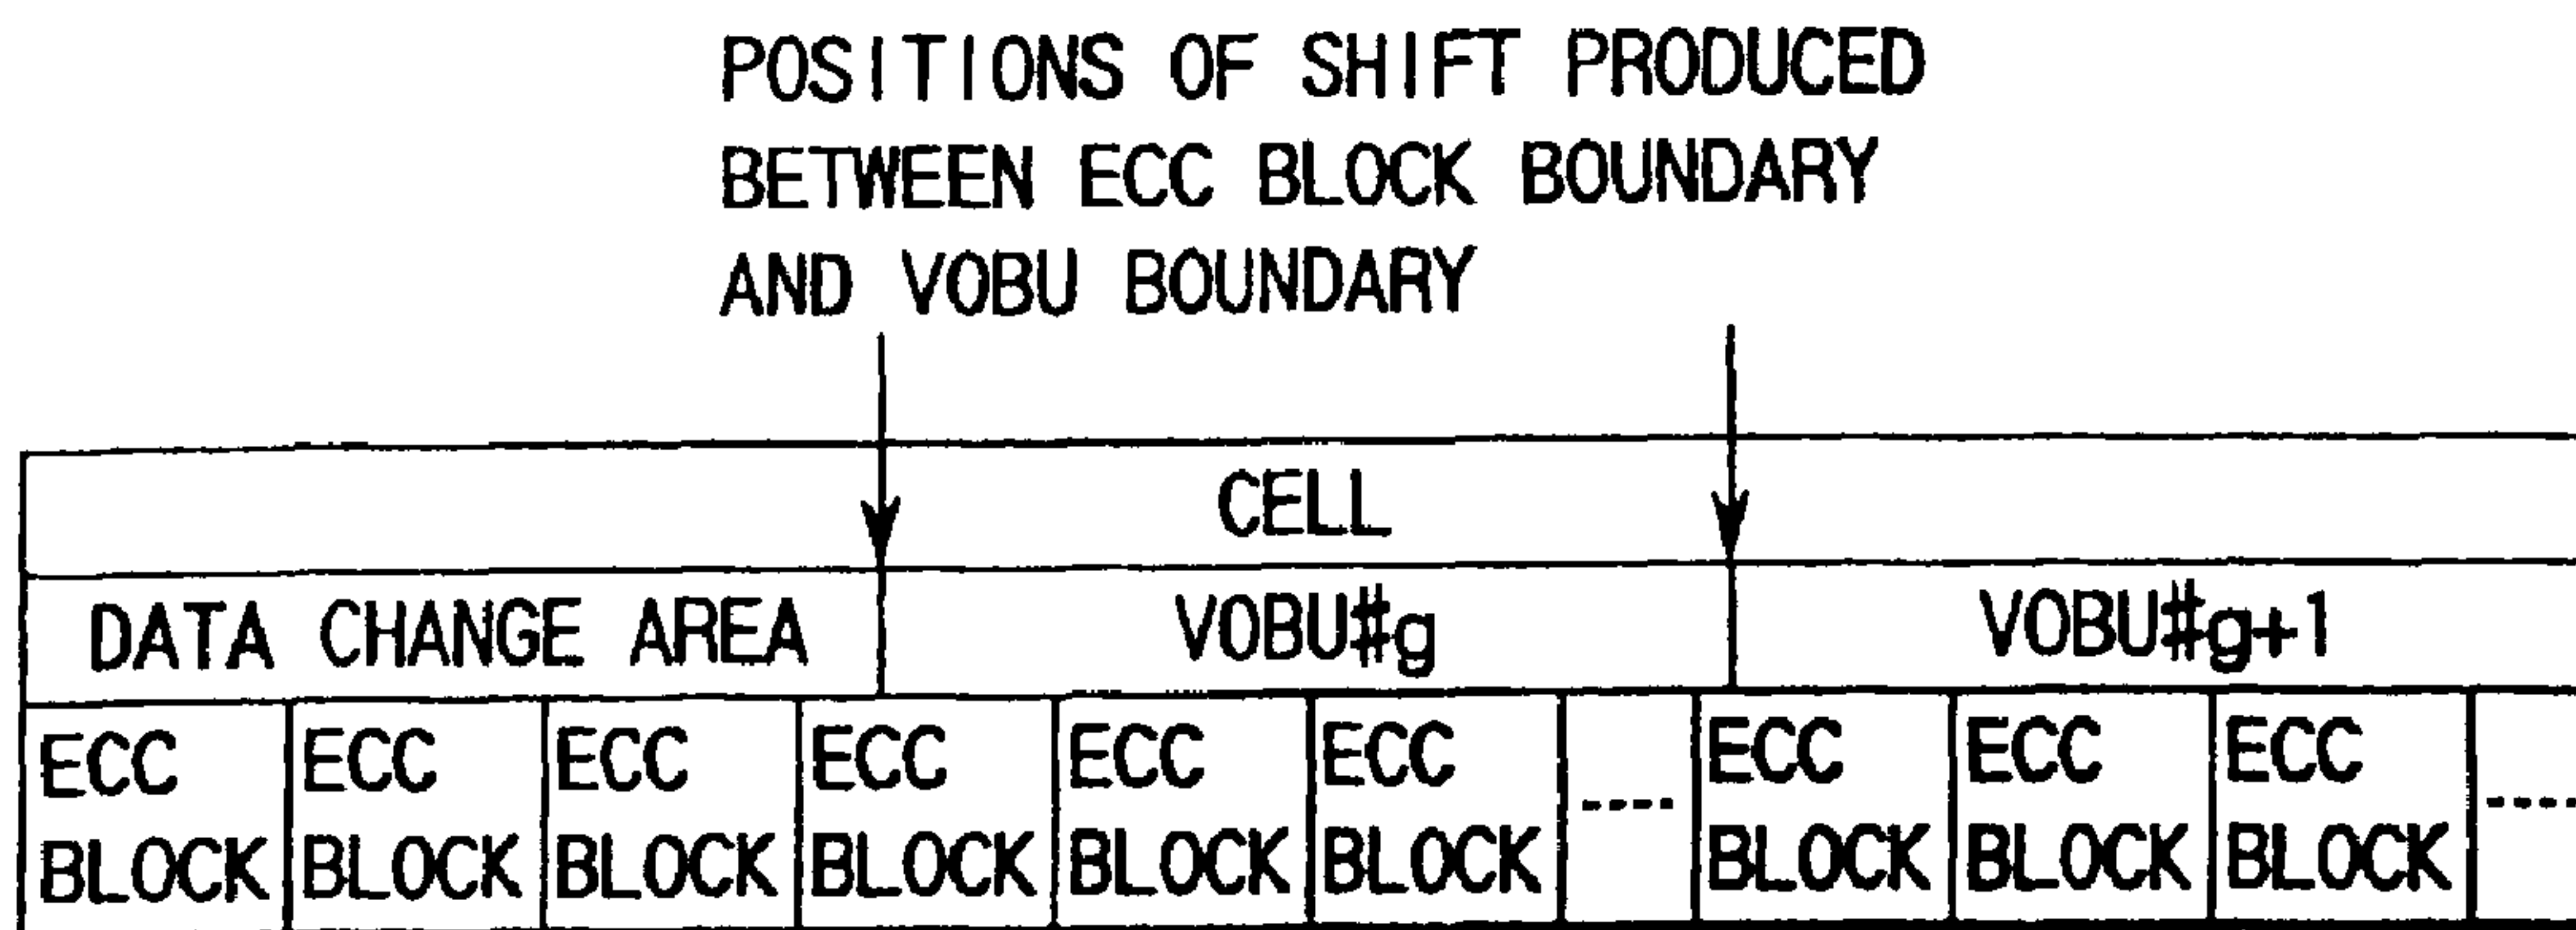 POSITIONS OF SHIFT PRODUCED
BETWEEN ECC BLOCK BOUNDARY
AND VOBU BOUNDARY
CELL
DATA CHANGE AREA VOBU#g VOBU#g+1
ECC ECC ECC ECC ECC ECC ---- ECC ECC ECC ----
BLOCK BLOCK BLOCK BLOCK BLOCK BLOCK BLOCK BLOCK BLOCK